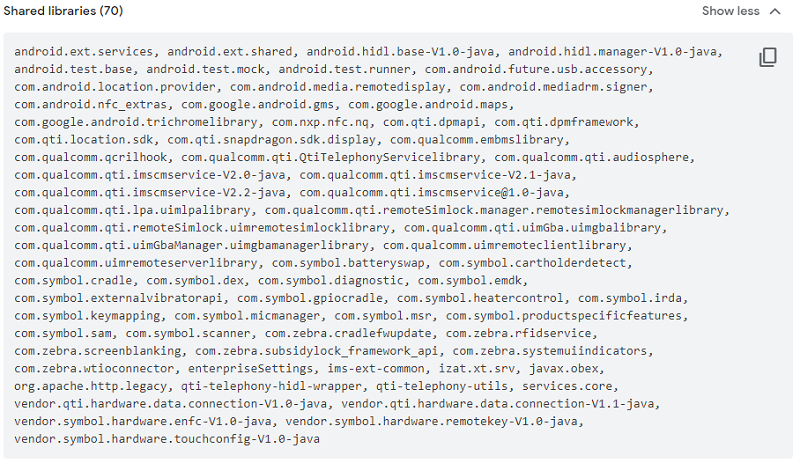 Shared libraries (70)
Show less
android.ext.services, android.ext.shared, android.hidl.base-V1.0-java, android.hidl.manager-V1.0-java,
android.test.base, android.test.mock, android.test.runner, com.android.future.usb.accessory,
com.android.location.provider, com.android.media.remotedisplay, com.android.mediadrm.signer,
com.android.nfc_extras, com.google.android.gms, com.google.android.maps,
com.google.android.trichromelibrary, com.nxp.nfc.nq, com.qti.dpmapi, com.qti.dpmframework,
com.qti.location.sdk, com.qti.snapdragon.sdk.display, com.qualcomm.embmslibrary,
com.qualcomm.qcrilhook, com.qualcomm.qti.QtiTelephonyServicelibrary, com.qualcomm.qti.audiosphere,
com.qualcomm.qti.imscmservice-V2.0-java, com.qualcomm.qti.imscmservice-V2.1-java,
com.qualcomm.qti.imscmservice-V2.2-java, com.qualcomm.qti.imscmservice@1.0-java,
com.qualcomm.qti.lpa.uimlpalibrary, com.qualcomm.qti.remoteSimlock.manager.remotesimlockmanagerlibrary,
com.qualcomm.qti.remoteSimlock.uimremotesimlocklibrary, com.qualcomm.qti.uimGba.uimgbalibrary,
com.qualcomm.qti.uimGbaManager.uimgbamanagerlibrary, com.qualcomm.uimremoteclientlibrary,
com.qualcomm.uimremoteserverlibrary, com.symbol.batteryswap, com.symbol.cartholderdetect,
com.symbol.cradle, com.symbol.dex, com.symbol.diagnostic, com.symbol.emdk,
com.symbol.externalvibratorapi, com.symbol.gpiocradle, com.symbol.heatercontrol, com.symbol.irda,
com.symbol.keymapping, com.symbol.micmanager, com.symbol.msr, com.symbol.productspecificfeatures,
com.symbol.sam, com.symbol.scanner, com.zebra.cradlefwupdate, com.zebra.rfidservice,
com.zebra.screenblanking, com.zebra.subsidylock_framework_api, com.zebra.systemuiindicators,
com.zebra.wtioconnector, enterpriseSettings, ims-ext-common, izat.xt.srv, javax.obex,
org.apache.http.legacy, qti-telephony-hidl-wrapper, qti-telephony-utils, services.core,
vendor.qti.hardware.data.connection-V1.0-java, vendor.qti.hardware.data.connection-V1.1-java,
vendor.symbol.hardware.enfc-V1.0-java, vendor.symbol.hardware.remotekey-V1.0-java,
vendor.symbol.hardware.touchconfig-V1.0-java